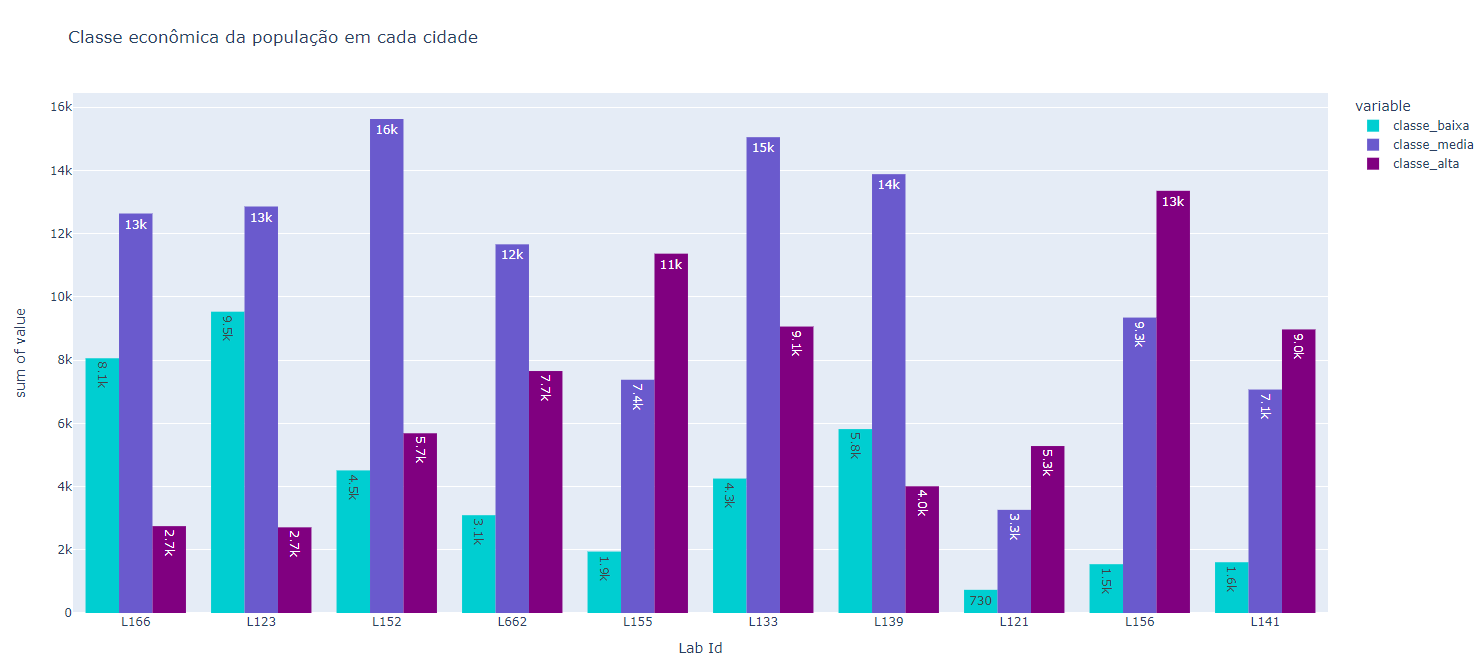 Classe econômica da população em cada cidade
variable
classe_baixa
classe_media
classe_alta
sum of value
16k
14k
12k
10k
8k
6k
4k
2k
0
8.1k 13k 2.7k
9.5k 13k 2.7k
4.5k 16k 5.7k
3.1k 12k 7.7k
1.9k 7.4k 11k
4.3k 15k 9.1k
5.8k 14k 4.0k
730 3.3k 5.3k
1.5k 9.3k 13k
1.6k 7.1k 9.0k
L166 L123 L152 L662 L155 L133 L139 L121 L156 L141
Lab Id